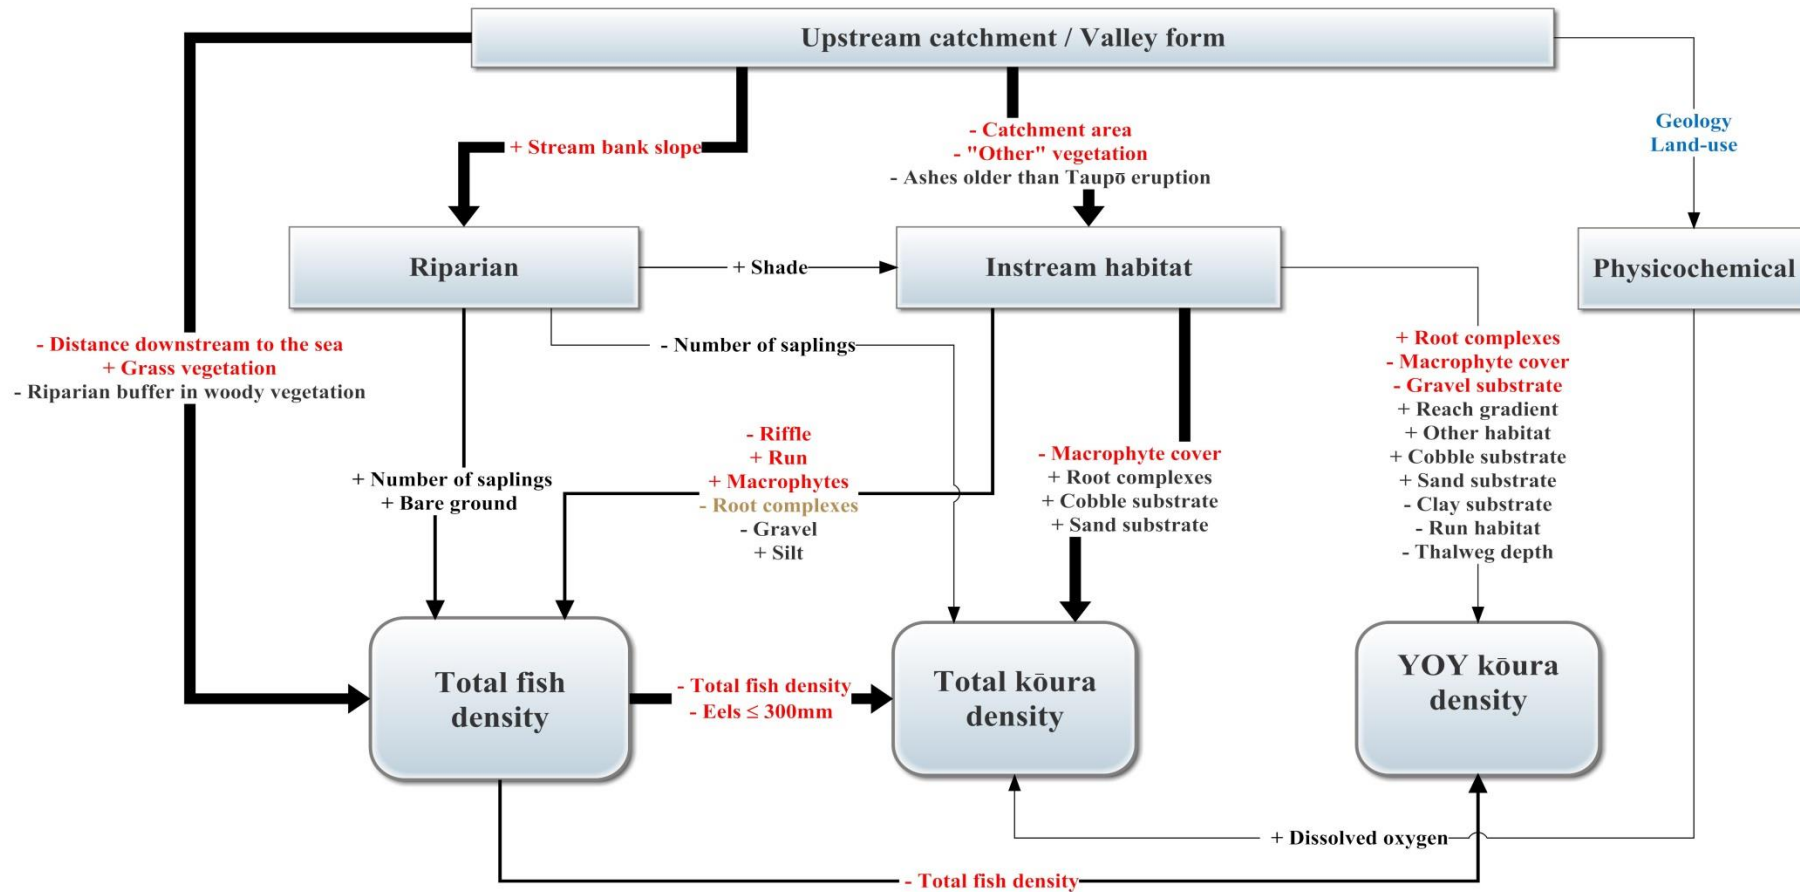 Upstream catchment / Valley form
+ Stream bank slope
- Catchment area
- "Other" vegetation
- Ashes older than Taupō eruption
Geology
Land-use
Riparian
+ Shade
Instream habitat
Physicochemical
- Distance downstream to the sea
+ Grass vegetation
- Riparian buffer in woody vegetation
- Number of saplings
+ Root complexes
- Macrophyte cover
- Gravel substrate
+ Reach gradient
+ Other habitat
+ Cobble substrate
+ Sand substrate
- Clay substrate
- Run habitat
- Thalweg depth
+ Number of saplings
+ Bare ground
- Riffle
+ Run
+ Macrophytes
- Root complexes
- Gravel
+ Silt
- Macrophyte cover
+ Root complexes
+ Cobble substrate
+ Sand substrate
Total fish
density
- Total fish density
- Eels ≤ 300mm
Total kōura
density
YOY kōura
density
+ Dissolved oxygen
- Total fish density